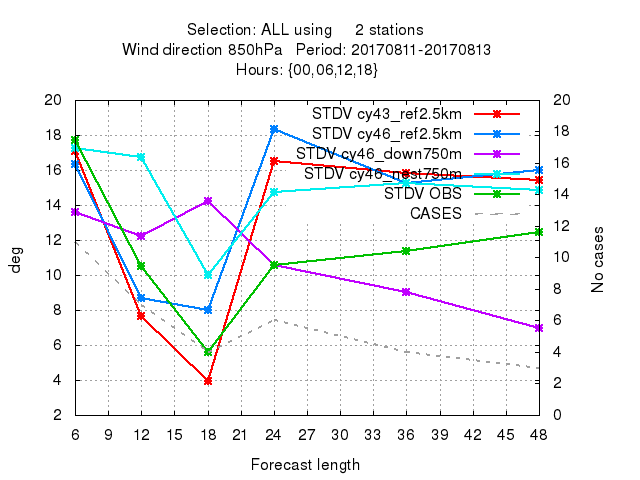 Selection: ALL using 2 stations
Wind direction 850hPa Period: 20170811-20170813
Hours: {00,06,12,18}
STDV cy43_ref2.5km
STDV cy46_ref2.5km
STDV cy46_down750m
STDV cy46_nest750m
STDV OBS
CASES
20
18
16
14
12
10
8
6
4
2
deg
20
18
16
14
12
10
8
6
4
2
0
No cases
6 12 15 18 21 24 27 30 33 36 42 45 48
Forecast length